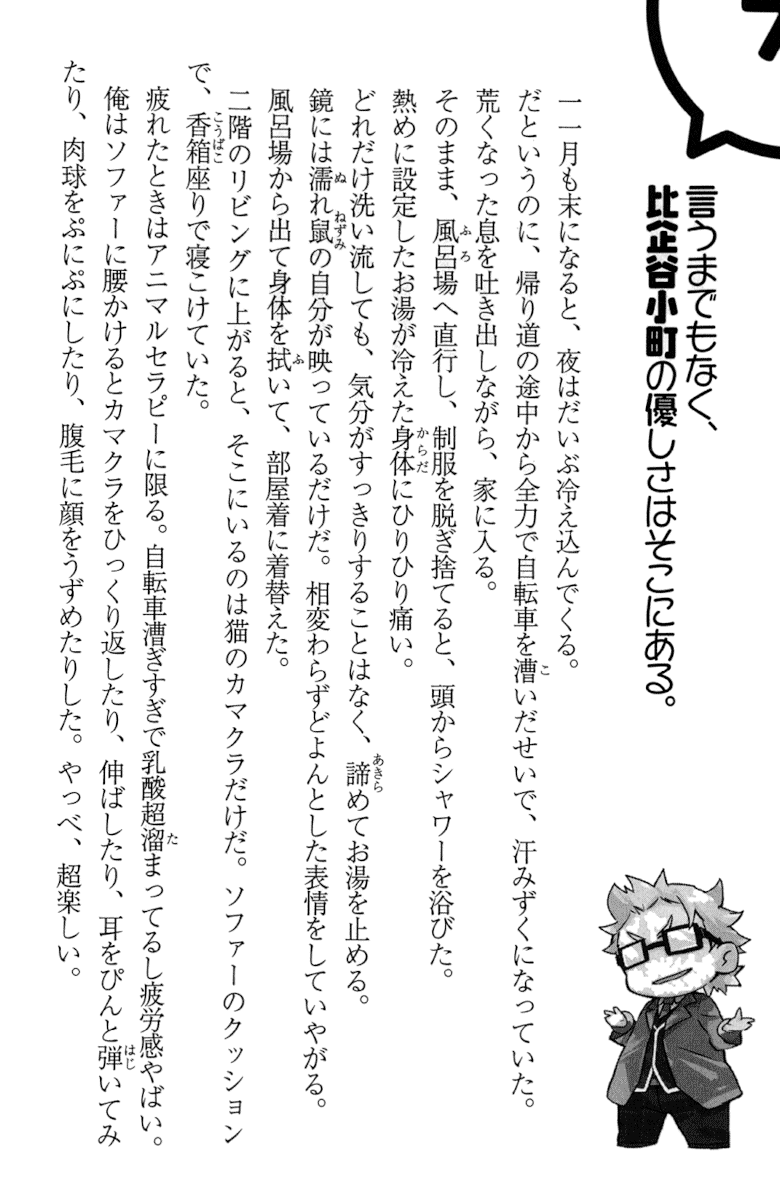 言うまでもなく、
比企谷小町の優しさはそこにある。
一一月も末になると、夜はだいぶ冷え込んでくる。
だというのに、帰り道の途中から全力で自転車を漕いだせいで、汗みずくになっていた。
荒くなった息を吐き出しながら、家に入る。
そのまま、風呂場へ直行し、制服を脱ぎ捨てると、頭からシャワーを浴びた。
熱めに設定したお湯が冷えた身体にひりひり痛い。
どれだけ洗い流しても、気分がすっきりすることはなく、諦めてお湯を止める。
鏡には濡れ鼠の自分が映っているだけだ。相変わらずどよんとした表情をしていやがる。
風呂場から出て身体を拭いて、部屋着に着替えた。
二階のリビングに上がると、そこにいるのは猫のカマクラだけだ。ソファーのクッション
で、香箱座りで寝こけていた。
疲れたときはアニマルセラピーに限る。自転車漕ぎすぎで乳酸超溜まってるし疲労感やばい。
俺はソファーに腰かけるとカマクラをひっくり返したり、伸ばしたり、耳をぴんと弾いてみ
たり、肉球をぷにぷにしたり、腹毛に顔をうずめたりした。やっべ、超楽しい。